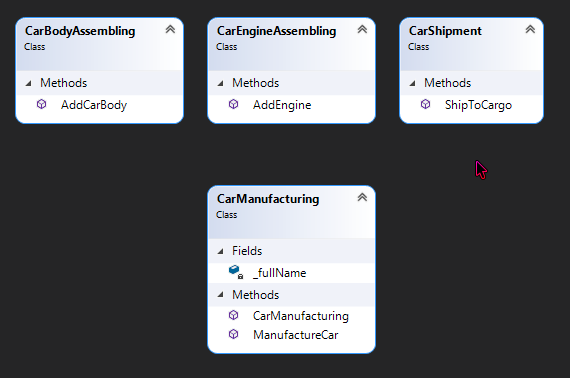 CarBodyAssembling
Class
Methods
AddCarBody
CarEngineAssembling
Class
Methods
AddEngine
CarShipment
Class
Methods
ShipToCargo
CarManufacturing
Class
Fields
_fullName
Methods
CarManufacturing
ManufactureCar